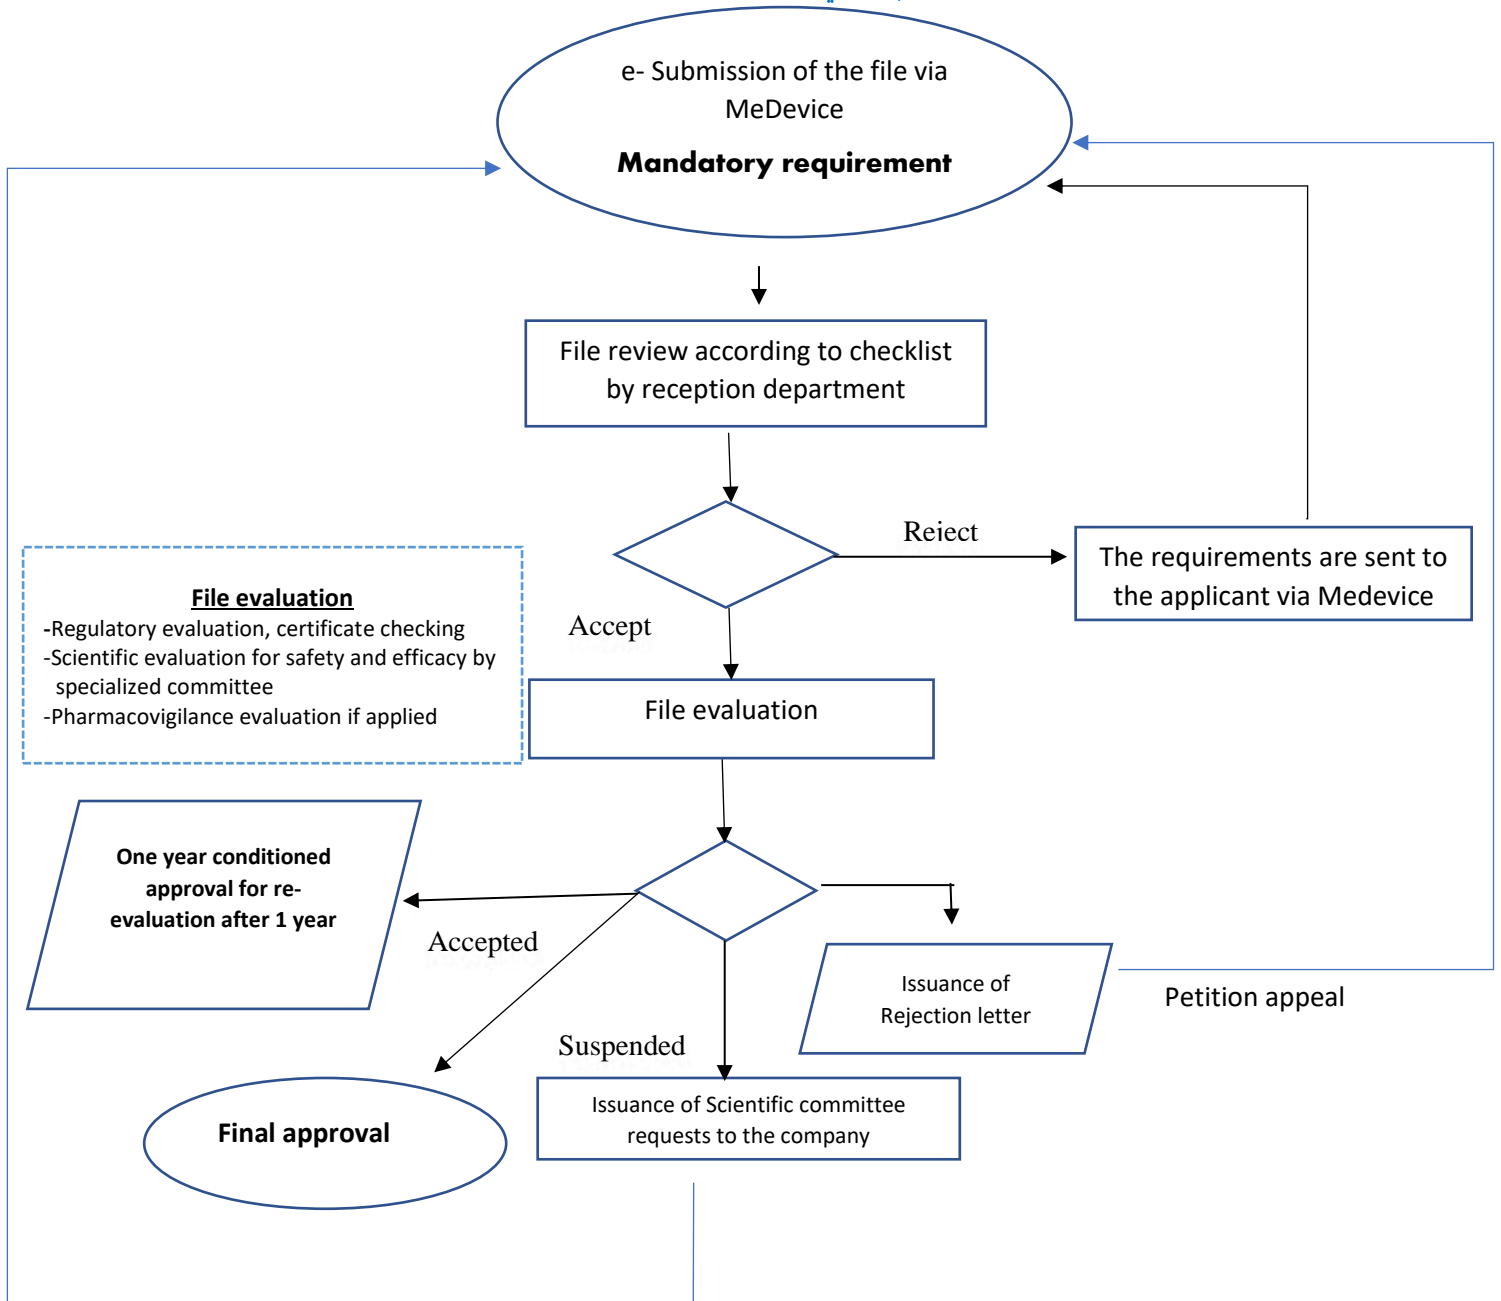 e- Submission of the file via
MeDevice
Mandatory requirement
File review according to checklist
by reception department
Reject
The requirements are sent to
the applicant via Medevice
Accept
File evaluation
-Regulatory evaluation, certificate checking
-Scientific evaluation for safety and efficacy by
specialized committee
-Pharmacovigilance evaluation if applied
File evaluation
One year conditioned
approval for re-
evaluation after 1 year
Accepted
Issuance of
Rejection letter
Petition appeal
Suspended
Final approval
Issuance of Scientific committee
requests to the company